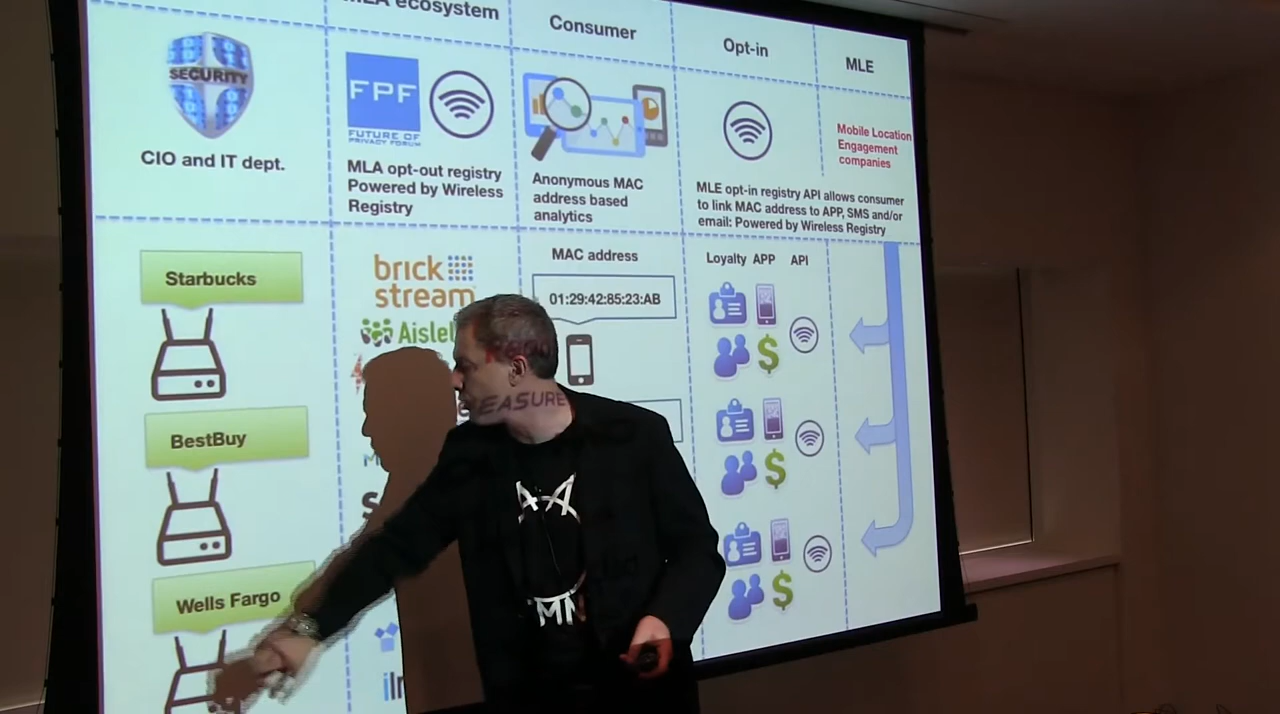 MLA ecosystem
Consumer
Opt-in
MLE
SECURITY
CIO and IT dept.
FPF
FUTURE OF
PRIVACY FORUM
MLA opt-out registry
Powered by Wireless
Registry
Anonymous MAC
address based
analytics
MLE opt-in registry API allows consumer
to link MAC address to APP, SMS and/or
email: Powered by Wireless Registry
Mobile Location
Engagement
companies
Starbucks
BestBuy
Wells Fargo
brick
stream
MAC address
01:29:42:85:23:AB
Loyalty APP API
EASURE